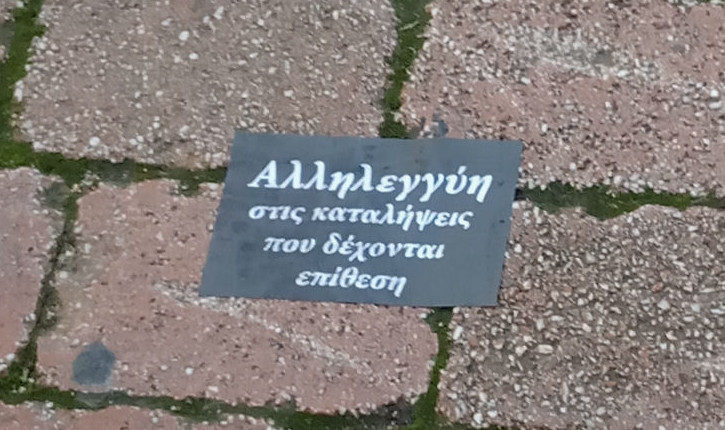 Αλληλεγγύη
στις καταλήψεις
που δέχονται
επίθεση